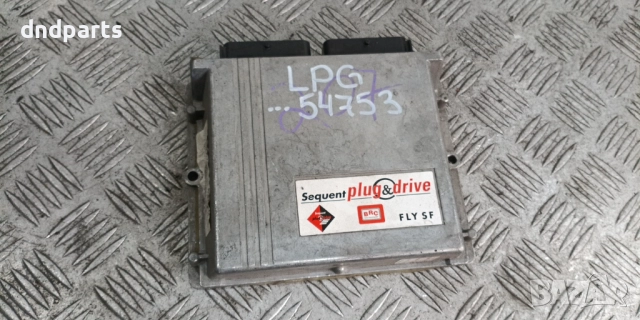 dndparts
LPG
...54753
Sequent plug&drive
BRC
FLY SF